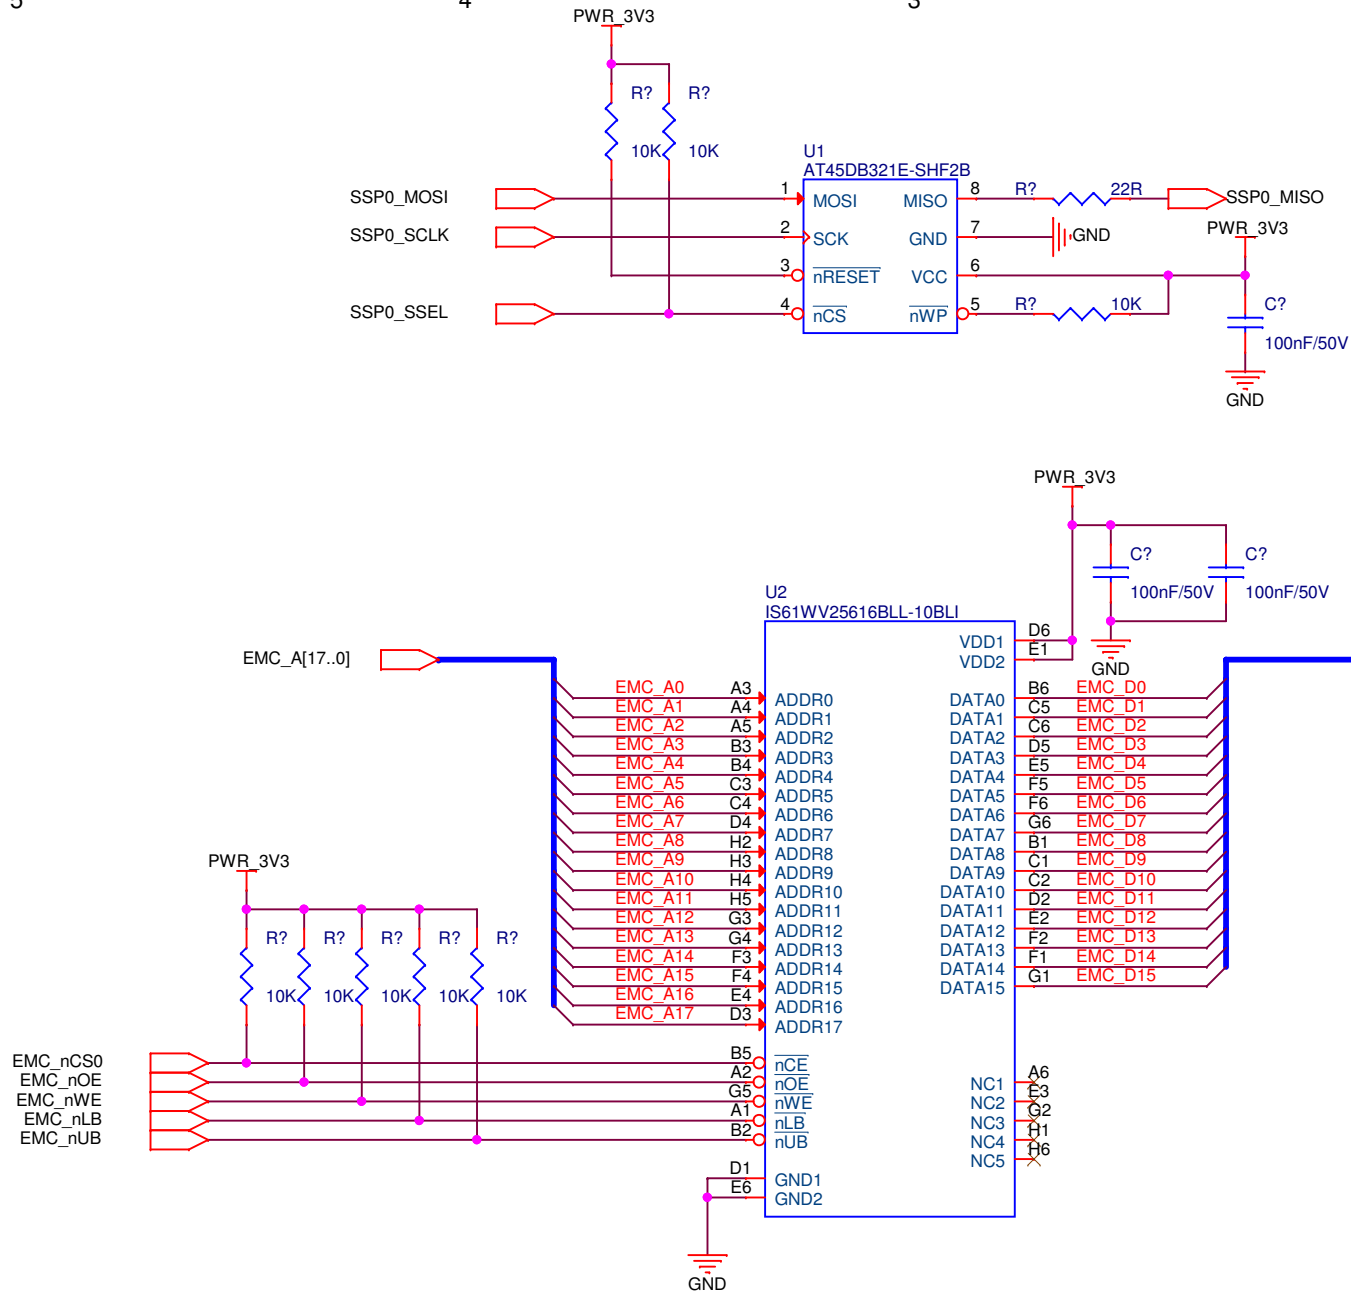 5 4 3
PWR_3V3
R? R?
10K 10K
U1
AT45DB321E-SHF2B
SSP0_MOSI 1 MOSI MISO 8 R? 22R SSP0_MISO
SSP0_SCLK 2 SCK GND 7 GND PWR_3V3
3 nRESET VCC 6
SSP0_SSEL 4 nCS nWP 5 R? 10K C?
100nF/50V
GND
PWR_3V3
C? C?
100nF/50V 100nF/50V
U2
IS61WV25616BLL-10BLI
VDD1 D6
VDD2 E1
GND
EMC_A[17..0]
EMC_A0 A3 ADDR0 DATA0 B6 EMC_D0
EMC_A1 A4 ADDR1 DATA1 C5 EMC_D1
EMC_A2 A5 ADDR2 DATA2 C6 EMC_D2
EMC_A3 B3 ADDR3 DATA3 D5 EMC_D3
EMC_A4 B4 ADDR4 DATA4 E5 EMC_D4
EMC_A5 C3 ADDR5 DATA5 F5 EMC_D5
EMC_A6 C4 ADDR6 DATA6 F6 EMC_D6
EMC_A7 D4 ADDR7 DATA7 G6 EMC_D7
EMC_A8 H2 ADDR8 DATA8 B1 EMC_D8
EMC_A9 H3 ADDR9 DATA9 C1 EMC_D9
EMC_A10 H4 ADDR10 DATA10 C2 EMC_D10
EMC_A11 H5 ADDR11 DATA11 D2 EMC_D11
EMC_A12 G3 ADDR12 DATA12 E2 EMC_D12
EMC_A13 G4 ADDR13 DATA13 F2 EMC_D13
EMC_A14 F3 ADDR14 DATA14 F1 EMC_D14
EMC_A15 F4 ADDR15 DATA15 G1 EMC_D15
EMC_A16 E4 ADDR16
EMC_A17 D3 ADDR17
PWR_3V3
R? R? R? R? R?
10K 10K 10K 10K 10K
EMC_nCS0 B5 nCE
EMC_nOE A2 nOE NC1 A6
EMC_nWE G5 nWE NC2 E3
EMC_nLB A1 nLB NC3 G2
EMC_nUB B2 nUB NC4 H1
NC5 H6
D1 GND1
E6 GND2
GND